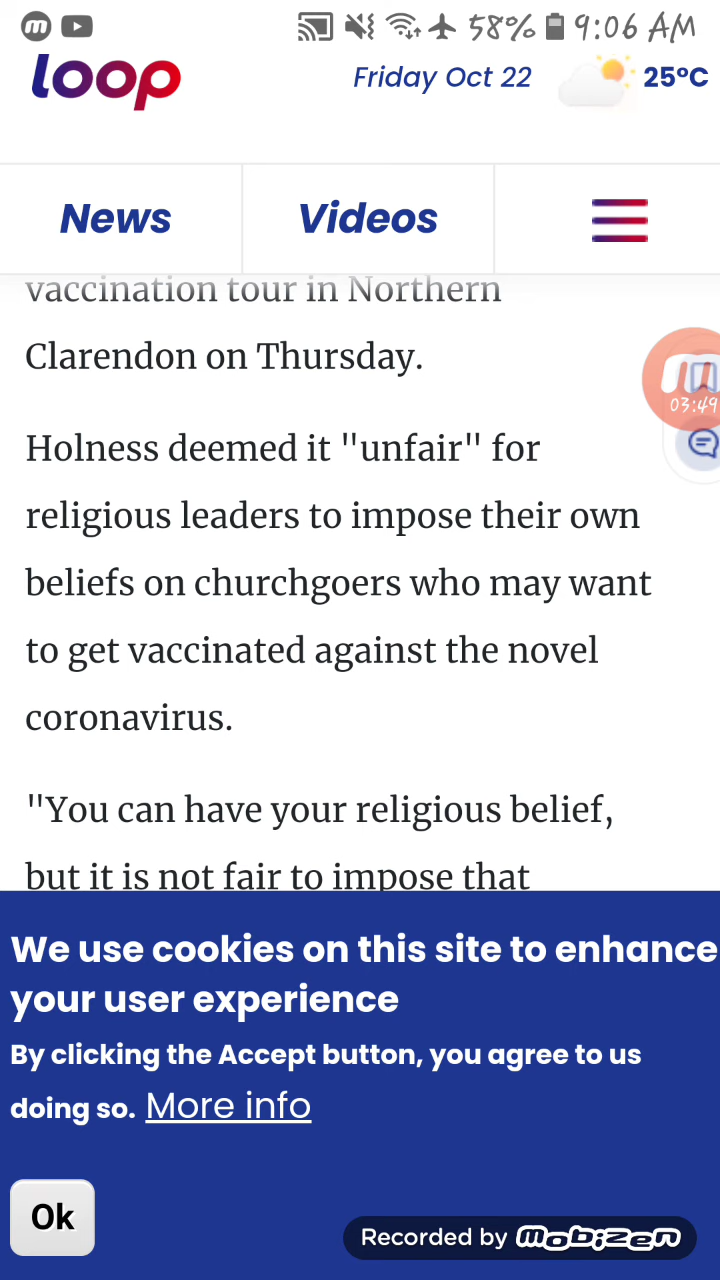 58% 9:06 AM
loop
Friday Oct 22 25°C
News Videos
vaccination tour in Northern
Clarendon on Thursday.
03:49
Holness deemed it "unfair" for
religious leaders to impose their own
beliefs on churchgoers who may want
to get vaccinated against the novel
coronavirus.
"You can have your religious belief,
but it is not fair to impose that
We use cookies on this site to enhance
your user experience
By clicking the Accept button, you agree to us
doing so. More info
Ok
Recorded by mobizen